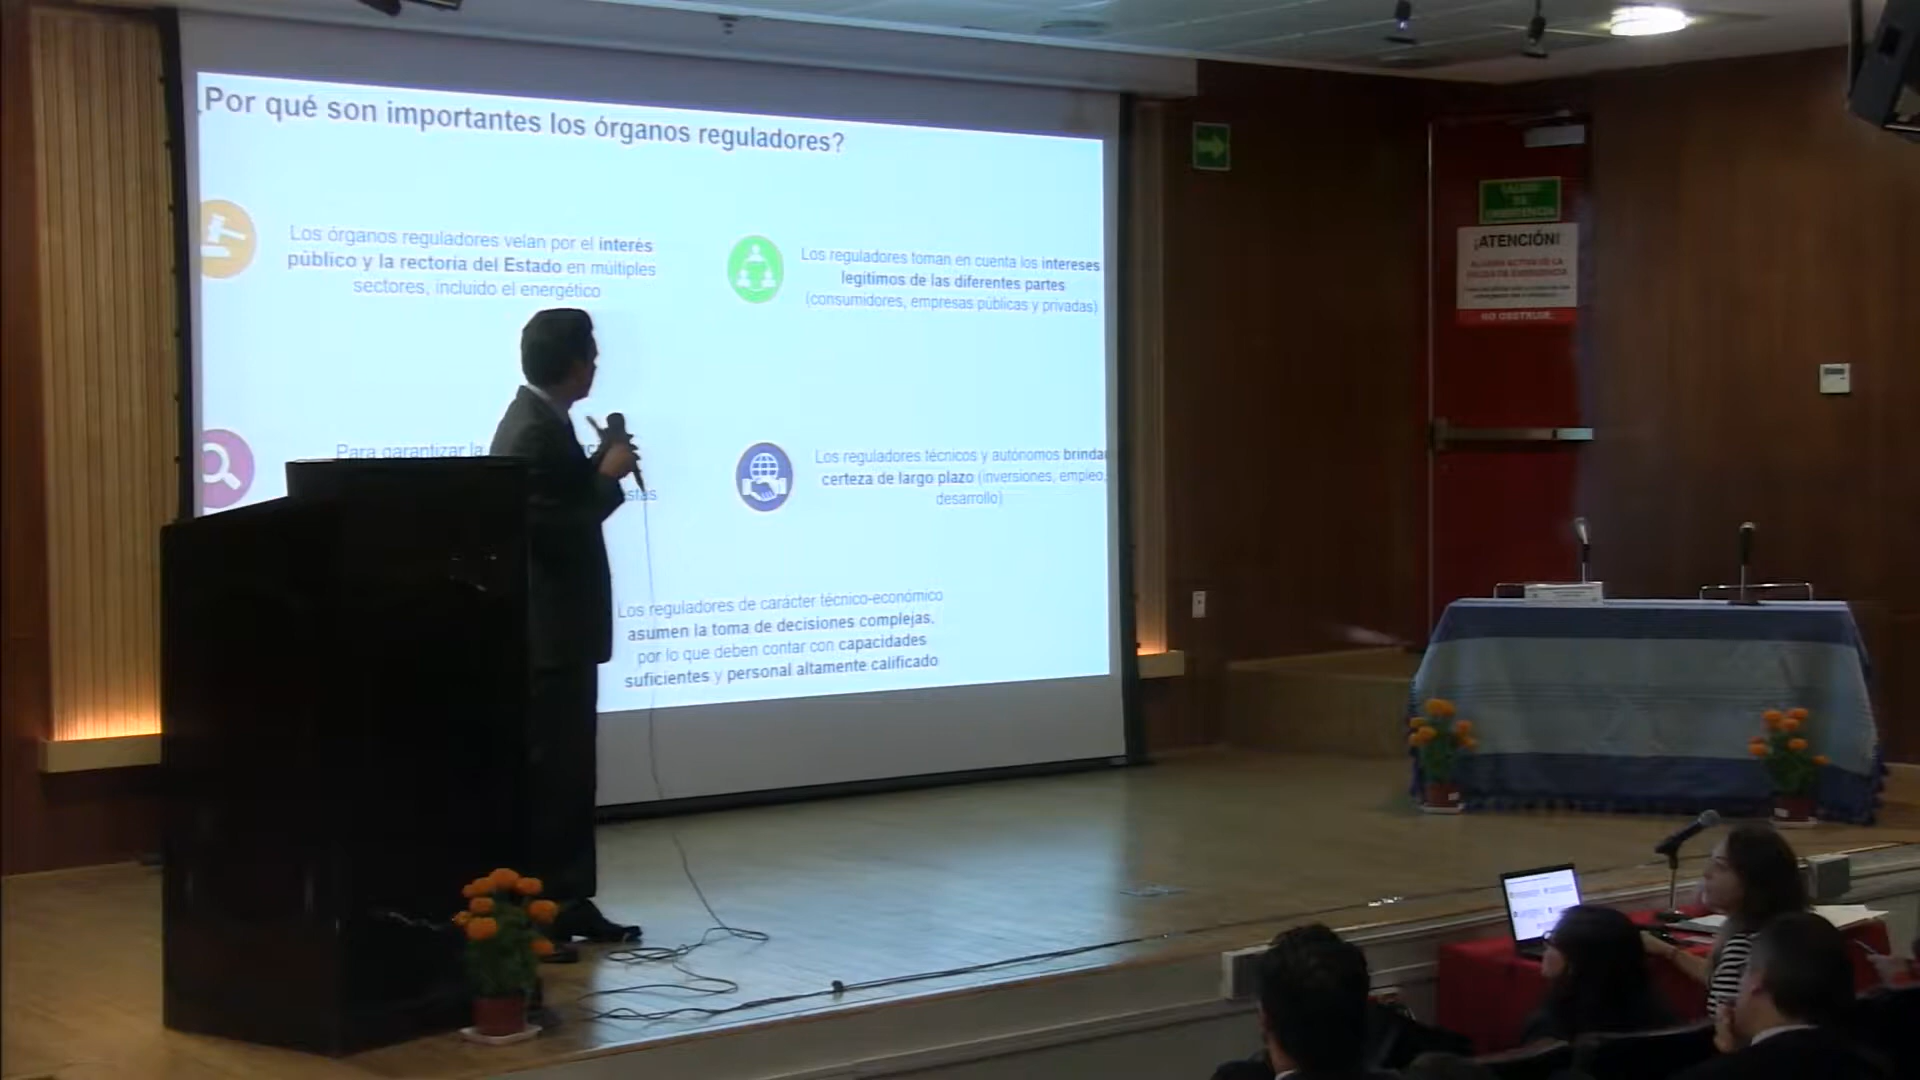 ¿Por qué son importantes los órganos reguladores?
Los órganos reguladores velan por el interés
público y la rectoría del Estado en múltiples
sectores, incluido el energético
Los reguladores toman en cuenta los intereses
legítimos de las diferentes partes
(consumidores, empresas públicas y privadas)
Para garantizar la
Los reguladores técnicos y autónomos brinda
certeza de largo plazo (inversiones, empleo,
desarrollo)
Los reguladores de carácter técnico-económico
asumen la toma de decisiones complejas,
por lo que deben contar con capacidades
suficientes y personal altamente calificado
SALIDA
DE
EMERGENCIA
¡ATENCIÓN!
NO OBSTRUIR